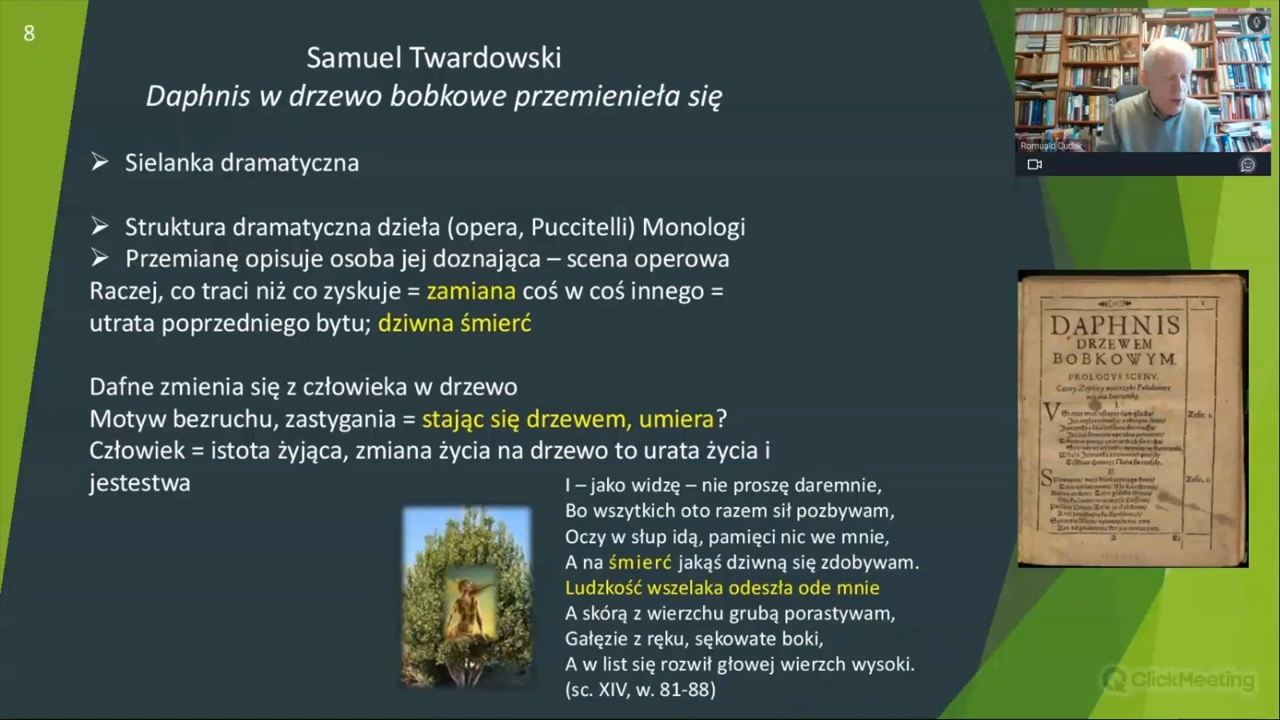 8
Samuel Twardowski
Daphnis w drzewo bobkowe przemienieła się
➢ Sielanka dramatyczna
➢ Struktura dramatyczna dzieła (opera, Puccitelli) Monologi
➢ Przemianę opisuje osoba jej doznająca – scena operowa
Raczej, co traci niż co zyskuje = zamiana coś w coś innego =
utrata poprzedniego bytu; dziwna śmierć
Dafne zmienia się z człowieka w drzewo
Motyw bezruchu, zastygania = stając się drzewem, umiera?
Człowiek = istota żyjąca, zmiana życia na drzewo to urata życia i
jestestwa
I – jako widzę – nie proszę daremnie,
Bo wszytkich oto razem sił pozbywam,
Oczy w słup idą, pamięci nic we mnie,
A na śmierć jakąś dziwną się zdobywam.
Ludzkość wszelaka odeszła ode mnie
A skórą z wierzchu grubą porastywam,
Gałęzie z ręku, sękowate boki,
A w list się rozwił głowej wierzch wysoki.
(sc. XIV, w. 81-88)
Romuald Cudak
DAPHNIS
DRZEWEM
BOBKOWYM.
PROLOGVS SCENY.
I.
II.
ClickMeeting